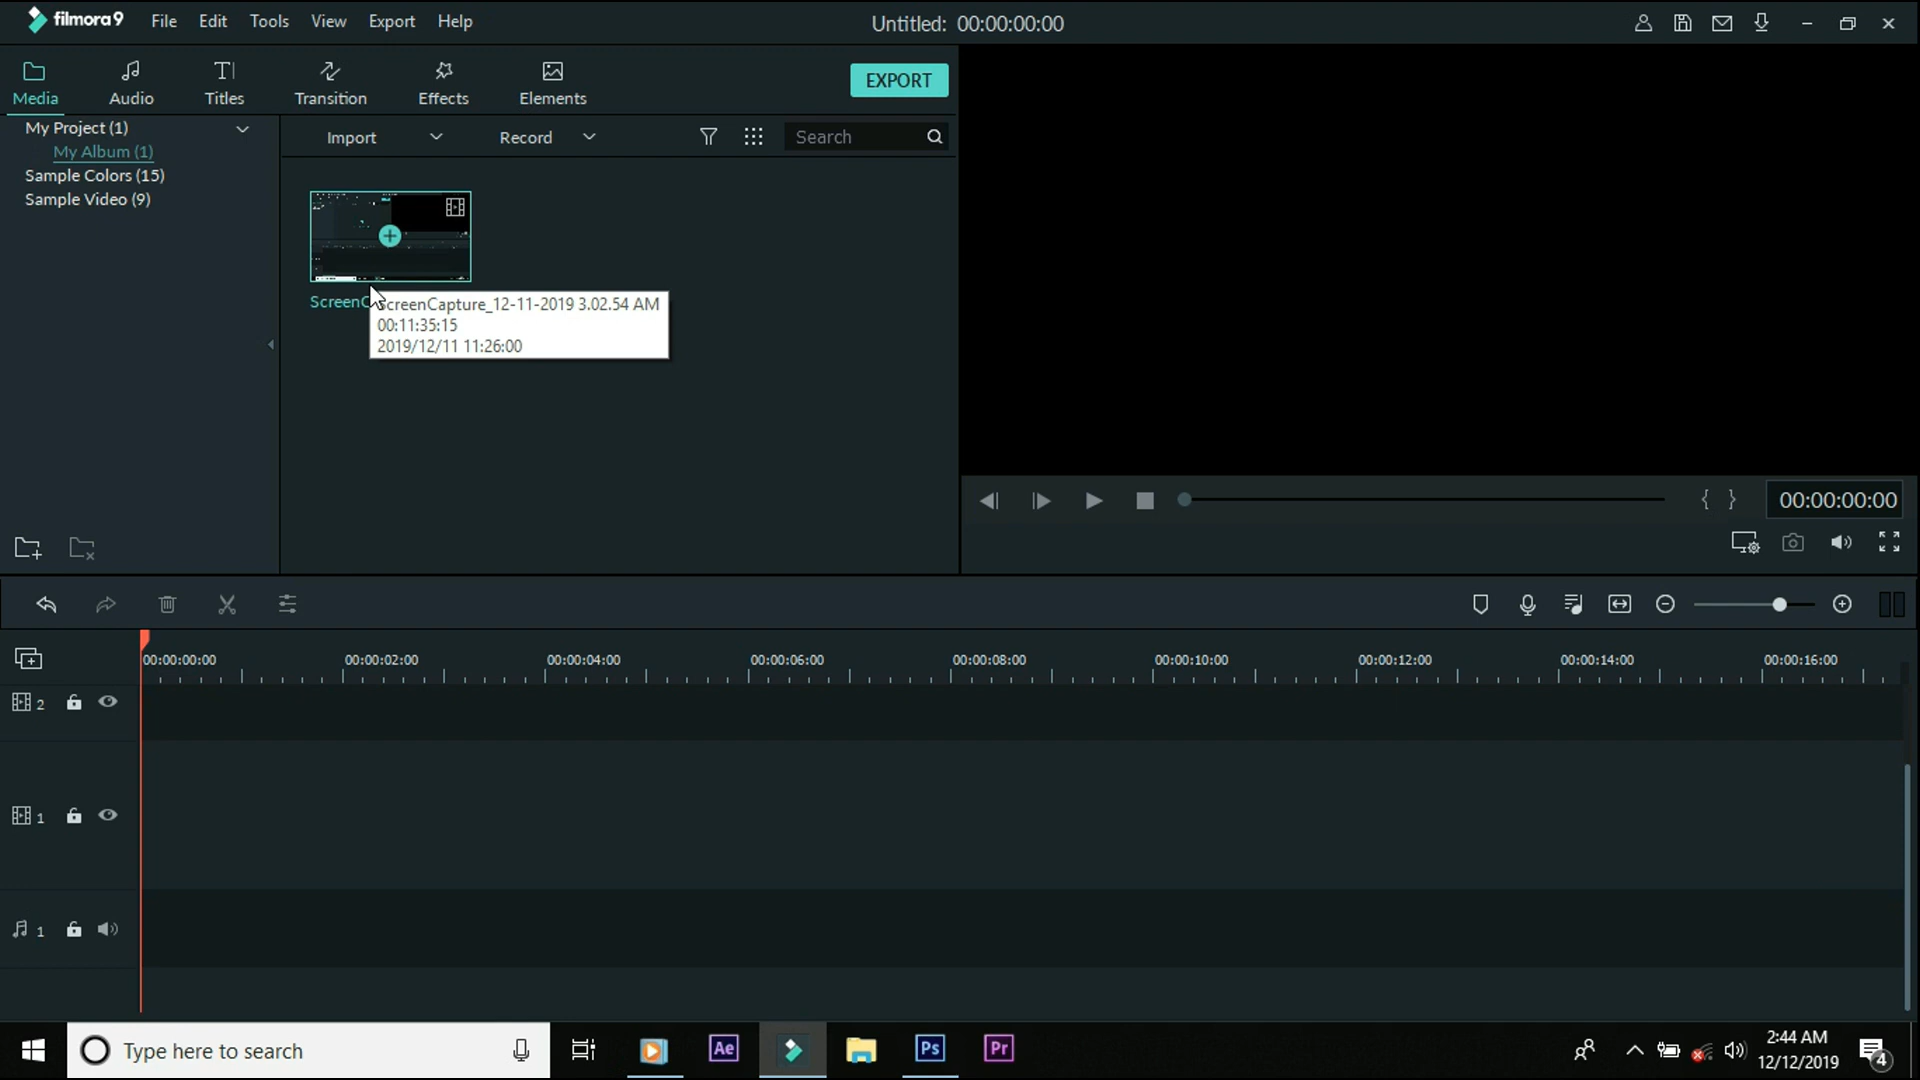 filmora9 File Edit Tools View Export Help Untitled: 00:00:00:00
Media Audio Titles Transition Effects Elements EXPORT
My Project (1)
My Album (1)
Sample Colors (15)
Sample Video (9)
Import Record Search
ScreenC
ScreenCapture_12-11-2019 3.02.54 AM
00:11:35:15
2019/12/11 11:26:00
{ } 00:00:00:00
00:00:00:00 00:00:02:00 00:00:04:00 00:00:06:00 00:00:08:00 00:00:10:00 00:00:12:00 00:00:14:00 00:00:16:00
2
1
1
Type here to search Ae Ps Pr
2:44 AM
12/12/2019
4